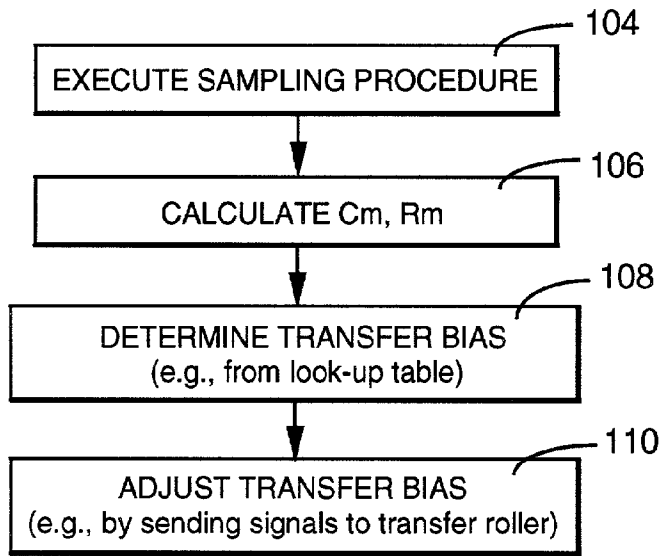 104
EXECUTE SAMPLING PROCEDURE
106
CALCULATE Cm, Rm
108
DETERMINE TRANSFER BIAS
(e.g., from look-up table)
110
ADJUST TRANSFER BIAS
(e.g., by sending signals to transfer roller)